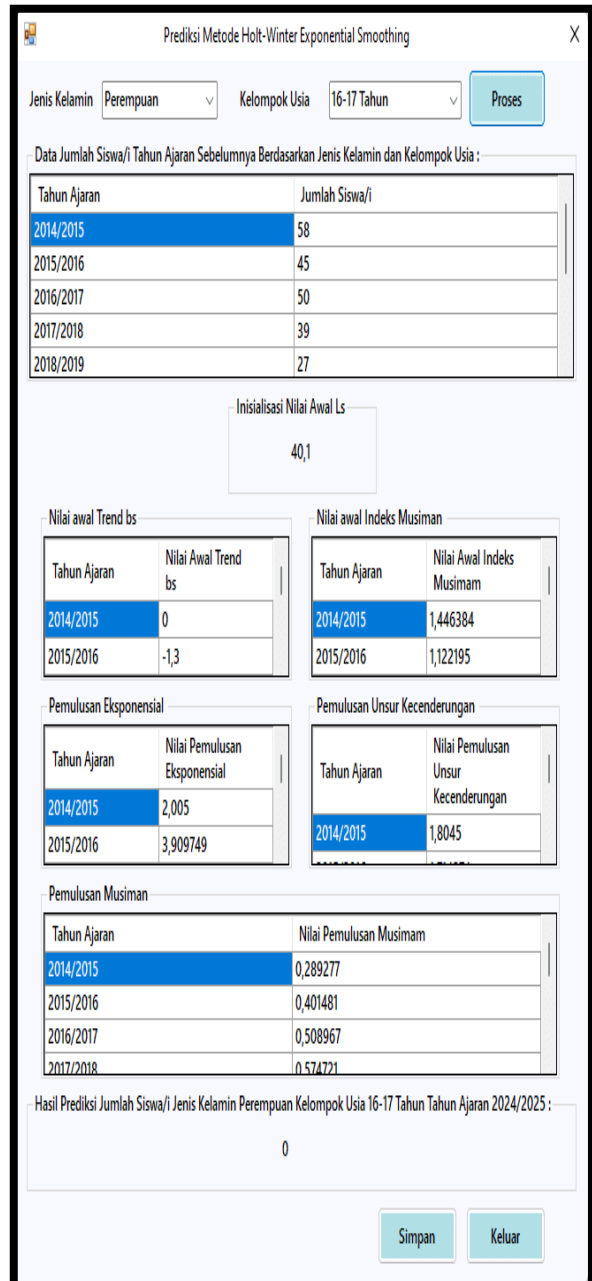 Prediksi Metode Holt-Winter Exponential Smoothing X
Jenis Kelamin Perempuan Kelompok Usia 16-17 Tahun Proses
Data Jumlah Siswa/i Tahun Ajaran Sebelumnya Berdasarkan Jenis Kelamin dan Kelompok Usia :
Tahun Ajaran Jumlah Siswa/i
2014/2015 58
2015/2016 45
2016/2017 50
2017/2018 39
2018/2019 27
Inisialisasi Nilai Awal Ls
40,1
Nilai awal Trend bs
Tahun Ajaran Nilai Awal Trend bs
2014/2015 0
2015/2016 -1,3
Nilai awal Indeks Musiman
Tahun Ajaran Nilai Awal Indeks Musimam
2014/2015 1,446384
2015/2016 1,122195
Pemulusan Eksponensial
Tahun Ajaran Nilai Pemulusan Eksponensial
2014/2015 2,005
2015/2016 3,909749
Pemulusan Unsur Kecenderungan
Tahun Ajaran Nilai Pemulusan Unsur Kecenderungan
2014/2015 1,8045
Pemulusan Musiman
Tahun Ajaran Nilai Pemulusan Musimam
2014/2015 0,289277
2015/2016 0,401481
2016/2017 0,508967
2017/2018 0,574721
Hasil Prediksi Jumlah Siswa/i Jenis Kelamin Perempuan Kelompok Usia 16-17 Tahun Tahun Ajaran 2024/2025 :
0
Simpan Keluar